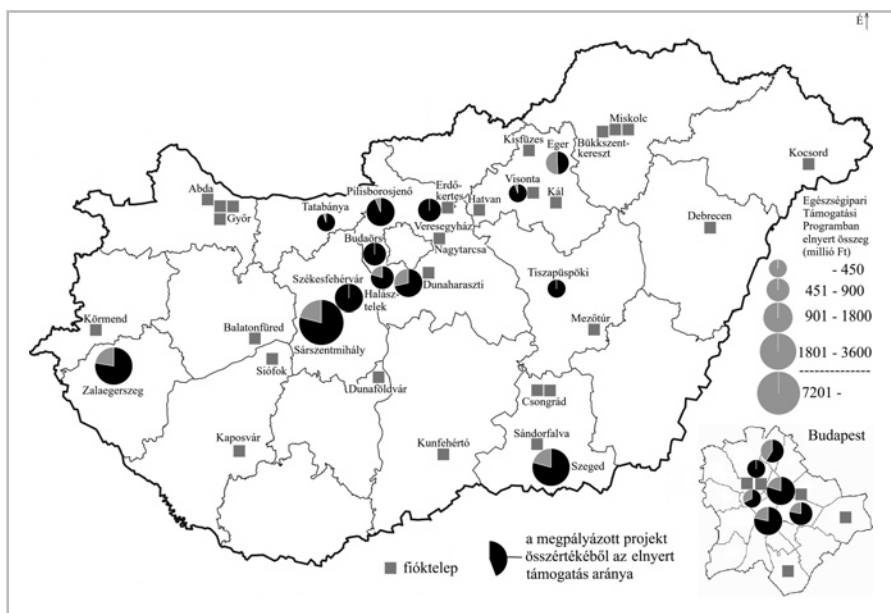 É
Miskolc
Kisfüzes
Eger
Bükkszent-
kereszt
Kocsord
Pilisborosjenő
Erdő-
kertes
Visonta
Abda
Tatabánya
Hatvan
Kál
Győr
Veresegyház
Debrecen
Budaörs
Nagytarcsa
Székesfehérvár
Tiszapüspöki
Halász-
telek
Dunaharaszti
Körmend
Balatonfüred
Mezőtúr
Sárszentmihály
Siófok
Zalaegerszeg
Dunaföldvár
Csongrád
Kaposvár
Kunfehértó
Sándorfalva
Szeged
Egészségipari
Támogatási
Programban
elnyert összeg
(millió Ft)
- 450
451 - 900
901 - 1800
1801 - 3600
7201 -
Budapest
fióktelep
a megpályázott projekt
összértékéből az elnyert
támogatás aránya